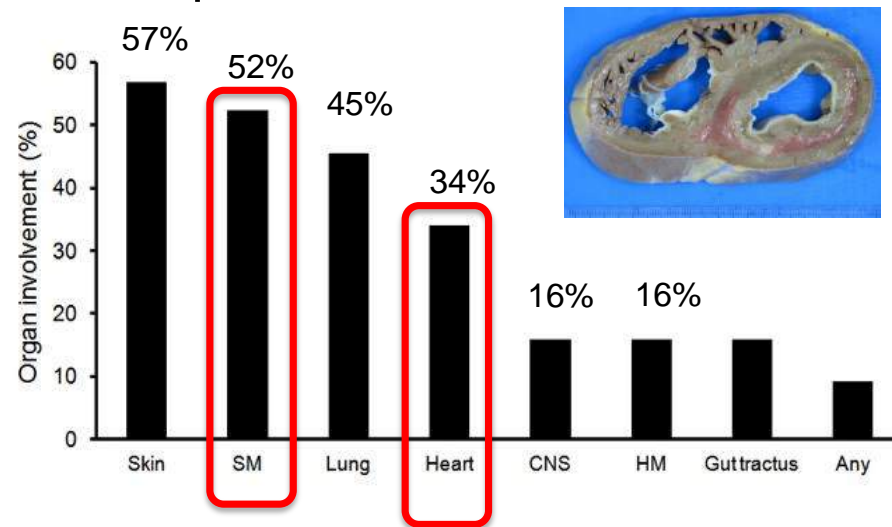 57%
52%
45%
34%
16%
16%
Organ involvement (%)
60
50
40
30
20
10
0
Skin
SM
Lung
Heart
CNS
HM
Guttractus
Any